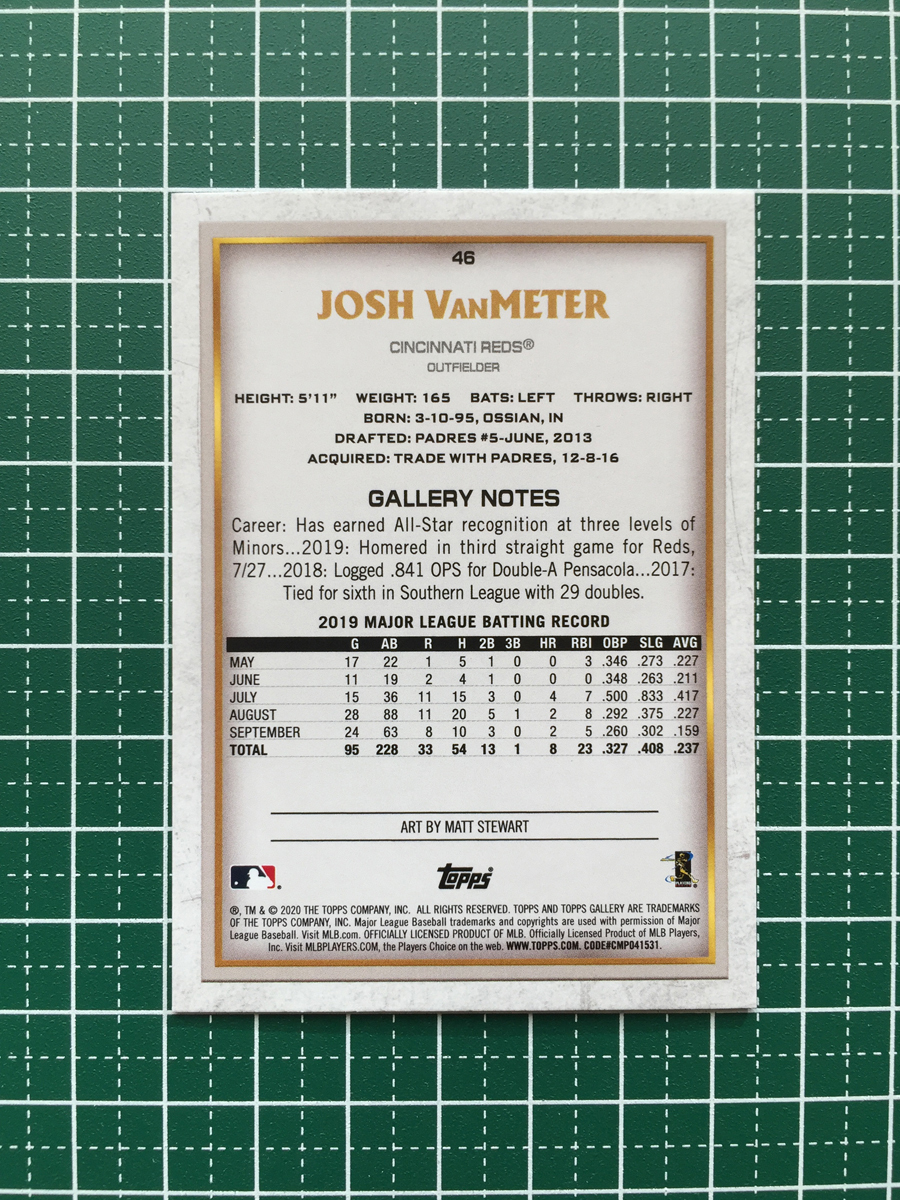 46
JOSH VANMETER
CINCINNATI REDS®
OUTFIELDER
HEIGHT: 5'11" WEIGHT: 165 BATS: LEFT THROWS: RIGHT
BORN: 3-10-95, OSSIAN, IN
DRAFTED: PADRES #5-JUNE, 2013
ACQUIRED: TRADE WITH PADRES, 12-8-16
GALLERY NOTES
Career: Has earned All-Star recognition at three levels of
Minors...2019: Homered in third straight game for Reds,
7/27...2018: Logged .841 OPS for Double-A Pensacola...2017:
Tied for sixth in Southern League with 29 doubles.
2019 MAJOR LEAGUE BATTING RECORD
G AB R H 2B 3B HR RBI OBP SLG AVG
MAY 17 22 1 5 1 0 0 3 .346 .273 .227
JUNE 11 19 2 4 1 0 0 0 .348 .263 .211
JULY 15 36 11 15 3 0 4 7 .500 .833 .417
AUGUST 28 88 11 20 5 1 2 8 .292 .375 .227
SEPTEMBER 24 63 8 10 3 0 2 5 .260 .302 .159
TOTAL 95 228 33 54 13 1 8 23 .327 .408 .237
ART BY MATT STEWART
Topps
®, TM & © 2020 THE TOPPS COMPANY, INC. ALL RIGHTS RESERVED. TOPPS AND TOPPS GALLERY ARE TRADEMARKS
OF THE TOPPS COMPANY, INC. Major League Baseball trademarks and copyrights are used with permission of Major
League Baseball. Visit MLB.com. OFFICIALLY LICENSED PRODUCT OF MLB. Officially Licensed Product of MLB Players,
Inc. Visit MLBPLAYERS.COM, the Players Choice on the web. WWW.TOPPS.COM. CODE#CMP041531.